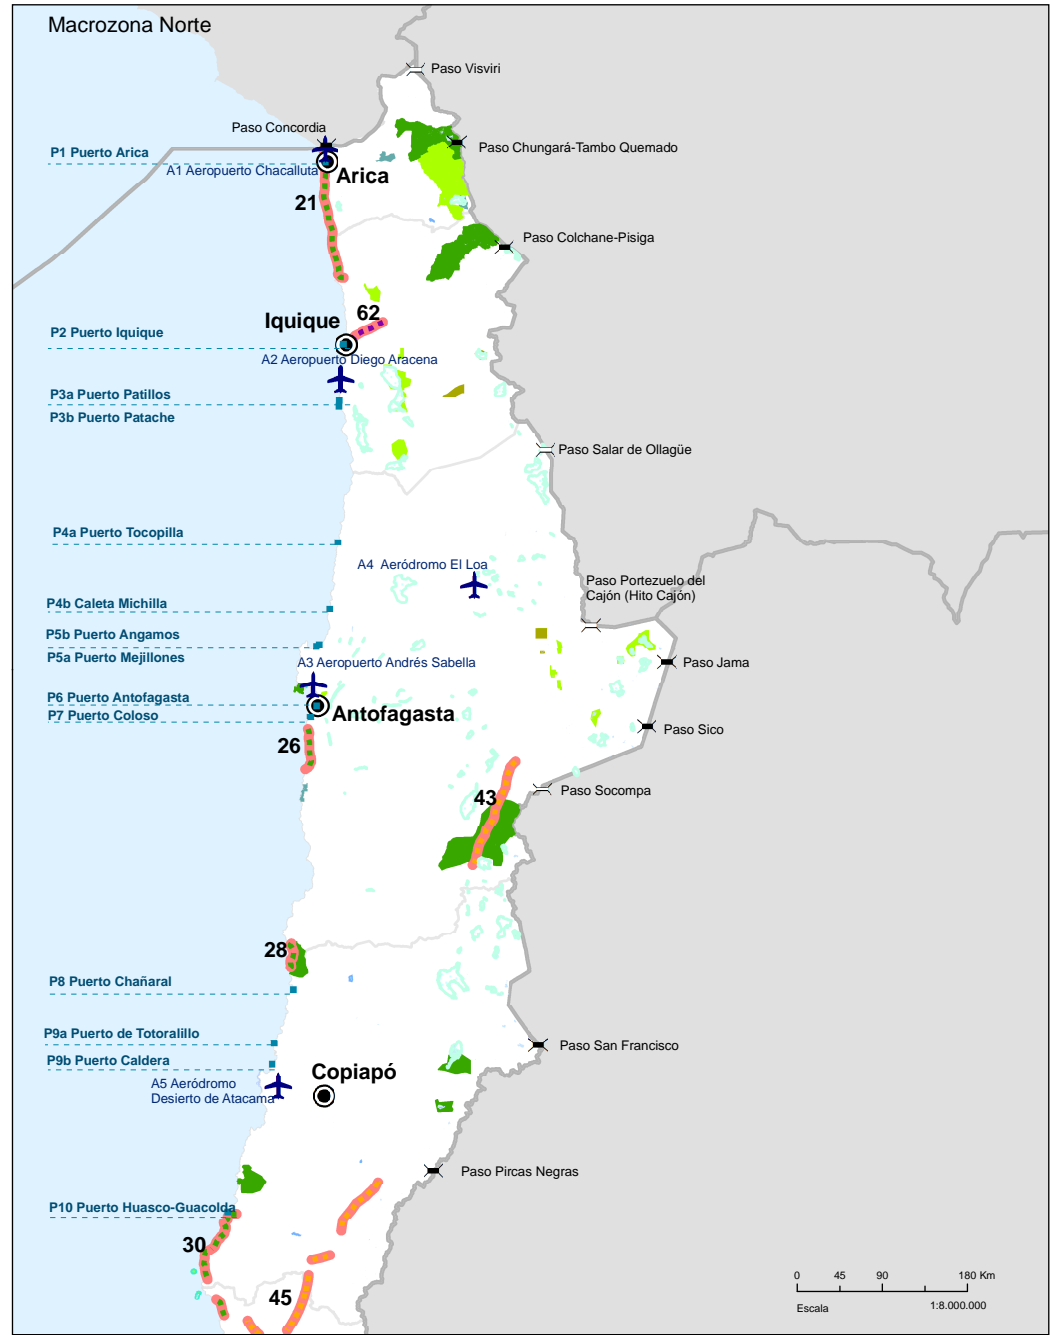 Macrozona Norte
Paso Visviri
Paso Concordia
P1 Puerto Arica
Paso Chungará-Tambo Quemado
A1 Aeropuerto Chacalluta
Arica
21
Paso Colchane-Pisiga
62
Iquique
P2 Puerto Iquique
A2 Aeropuerto Diego Aracena
P3a Puerto Patillos
P3b Puerto Patache
Paso Salar de Ollagüe
P4a Puerto Tocopilla
A4 Aeródromo El Loa
Paso Portezuelo del
Cajón (Hito Cajón)
P4b Caleta Michilla
P5b Puerto Angamos
P5a Puerto Mejillones
A3 Aeropuerto Andrés Sabella
Paso Jama
P6 Puerto Antofagasta
P7 Puerto Coloso
Antofagasta
Paso Sico
26
Paso Socompa
43
28
P8 Puerto Chañaral
P9a Puerto de Totoralillo
Paso San Francisco
P9b Puerto Caldera
Copiapó
A5 Aeródromo
Desierto de Atacama
Paso Pircas Negras
P10 Puerto Huasco-Guacolda
30
45
0 45 90 180 Km
Escala 1:8.000.000